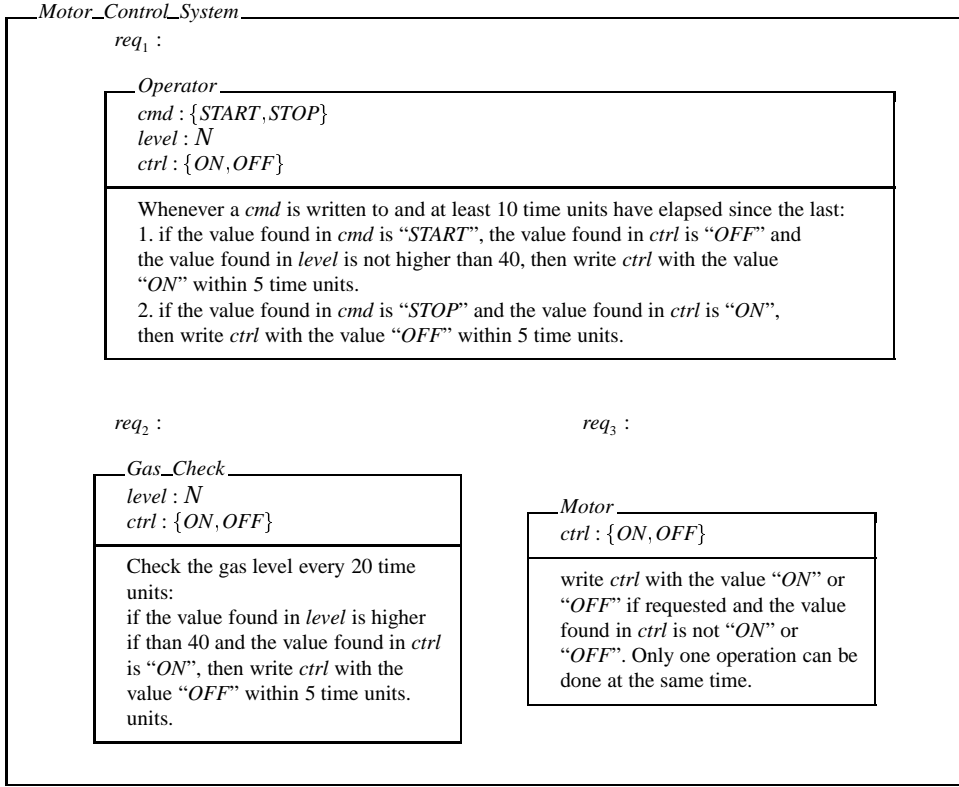 Motor_Control_System
req1 :
Operator
cmd : {START,STOP}
level : N
ctrl : {ON,OFF}
Whenever a cmd is written to and at least 10 time units have elapsed since the last:
1. if the value found in cmd is “START”, the value found in ctrl is “OFF” and
the value found in level is not higher than 40, then write ctrl with the value
“ON” within 5 time units.
2. if the value found in cmd is “STOP” and the value found in ctrl is “ON”,
then write ctrl with the value “OFF” within 5 time units.
req2 :
Gas_Check
level : N
ctrl : {ON,OFF}
Check the gas level every 20 time
units:
if the value found in level is higher
if than 40 and the value found in ctrl
is “ON”, then write ctrl with the
value “OFF” within 5 time units.
units.
req3 :
Motor
ctrl : {ON,OFF}
write ctrl with the value “ON” or
“OFF” if requested and the value
found in ctrl is not “ON” or
“OFF”. Only one operation can be
done at the same time.